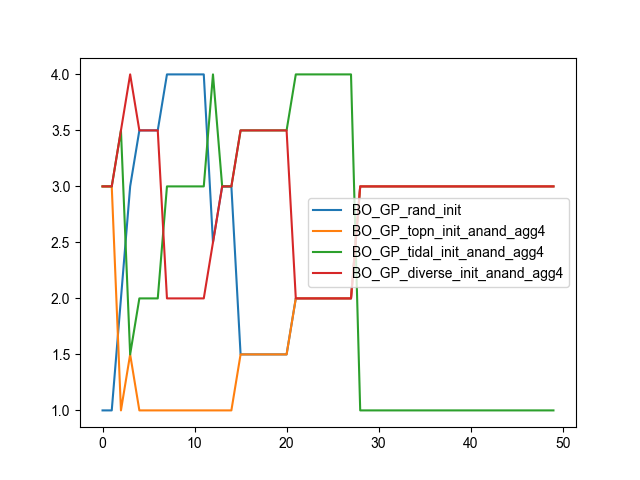 4.0
3.5
3.0
2.5
2.0
1.5
1.0
BO_GP_rand_init
BO_GP_topn_init_anand_agg4
BO_GP_tidal_init_anand_agg4
BO_GP_diverse_init_anand_agg4
0 10 20 30 40 50